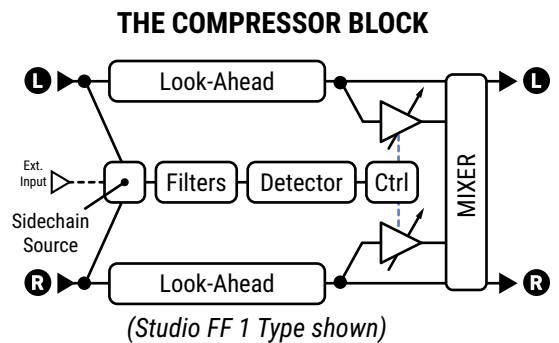 THE COMPRESSOR BLOCK
L
Look-Ahead
L
Ext.
Input
Filters
Detector
Ctrl
MIXER
Sidechain
Source
R
Look-Ahead
R
(Studio FF 1 Type shown)